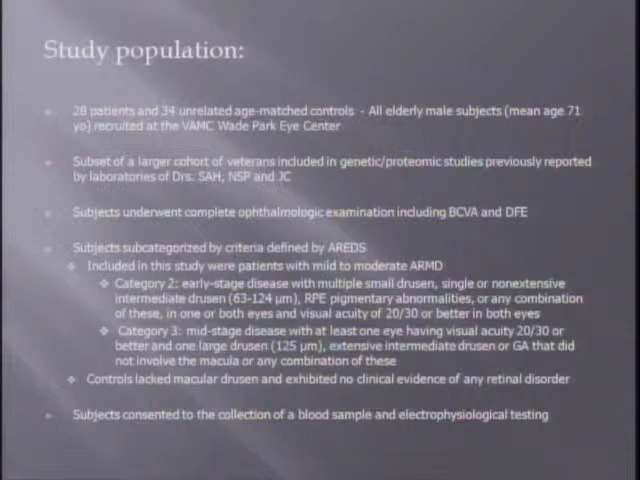 Study population:
28 patients and 34 unrelated age-matched controls - All elderly male subjects (mean age 71
yo) recruited at the VAMC Wade Park Eye Center
Subset of a larger cohort of veterans included in genetic/proteomic studies previously reported
by laboratories of Drs. SAH, NSP and JC
Subjects underwent complete ophthalmologic examination including BCVA and DFE
Subjects subcategorized by criteria defined by AREDS
Included in this study were patients with mild to moderate ARMD
Category 2: early-stage disease with multiple small drusen, single or nonextensive
intermediate drusen (63-124 µm), RPE pigmentary abnormalities, or any combination
of these, in one or both eyes and visual acuity of 20/30 or better in both eyes
Category 3: mid-stage disease with at least one eye having visual acuity 20/30 or
better and one large drusen (125 µm), extensive intermediate drusen or GA that did
not involve the macula or any combination of these
Controls lacked macular drusen and exhibited no clinical evidence of any retinal disorder
Subjects consented to the collection of a blood sample and electrophysiological testing